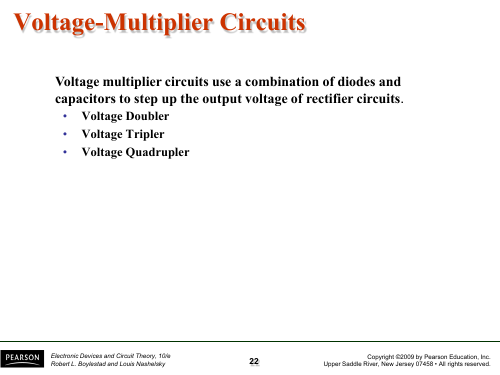 Voltage-Multiplier Circuits
Voltage multiplier circuits use a combination of diodes and
capacitors to step up the output voltage of rectifier circuits.
• Voltage Doubler
• Voltage Tripler
• Voltage Quadrupler
PEARSON
Electronic Devices and Circuit Theory, 10/e
Robert L. Boylestad and Louis Nashelsky
22
Copyright ©2009 by Pearson Education, Inc.
Upper Saddle River, New Jersey 07458 • All rights reserved.